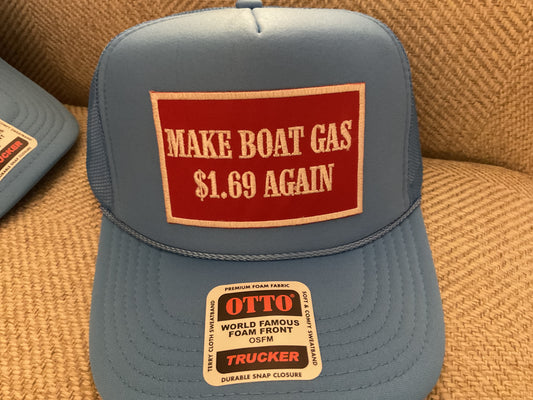 MAKE BOAT GAS
$1.69 AGAIN
PREMIUM FOAM FABRIC
OTTO®
WORLD FAMOUS
FOAM FRONT
OSFM
TRUCKER
DURABLE SNAP CLOSURE
TERRY CLOTH SWEATBAND
SOFT & COMFY SWEATBAND
TRUCKER